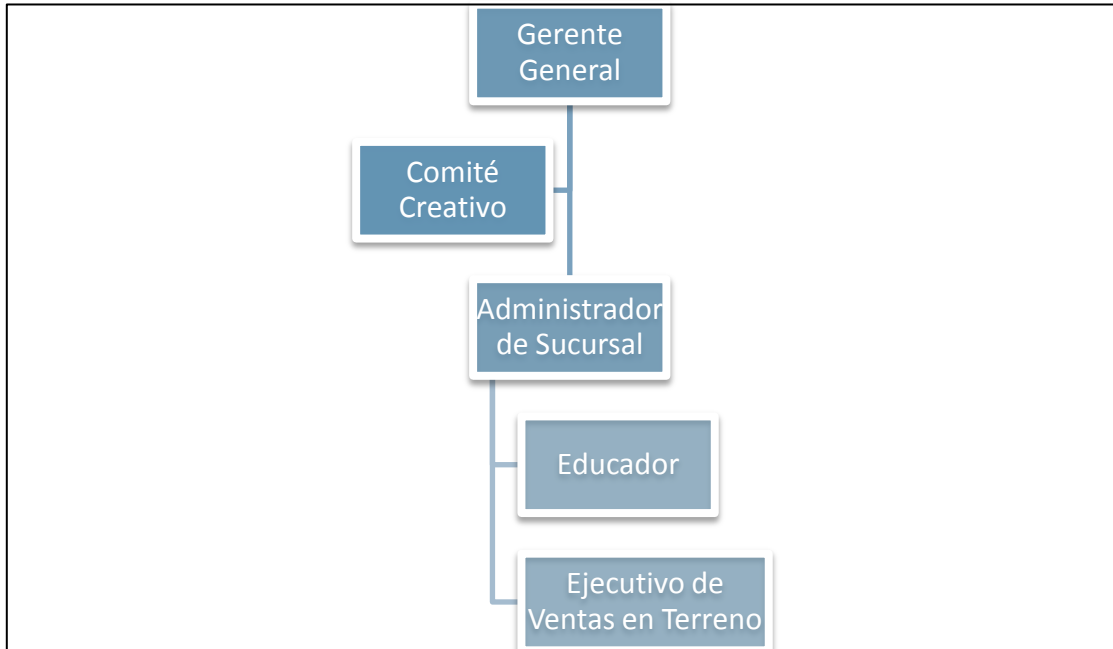 Gerente
General
Comité
Creativo
Administrador
de Sucursal
Educador
Ejecutivo de
Ventas en Terreno